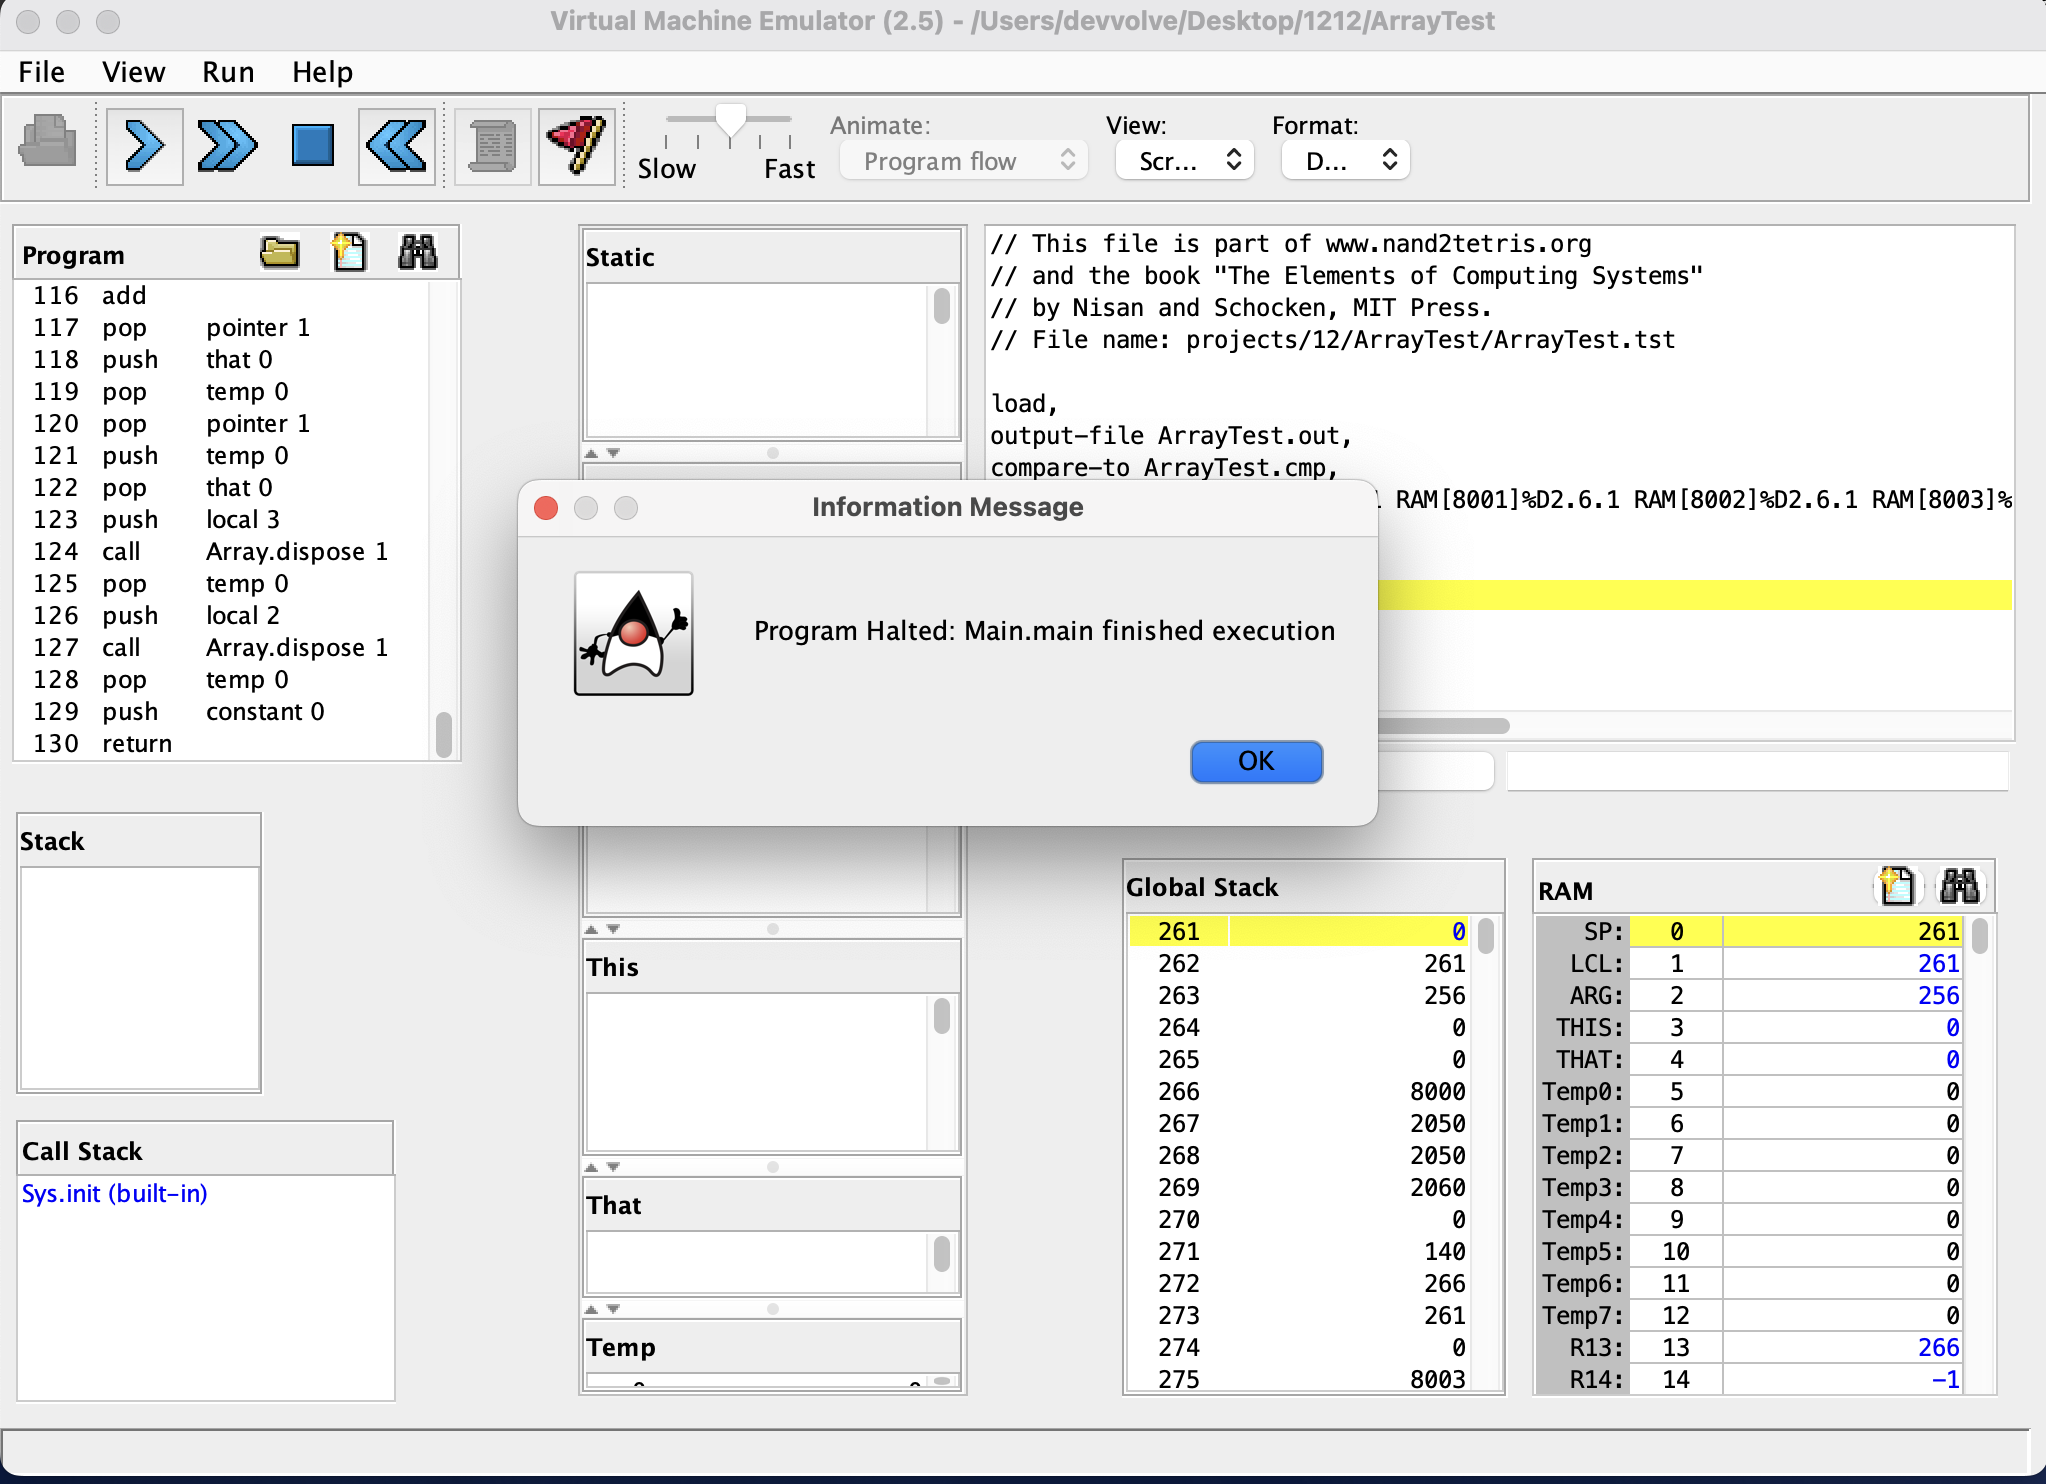 Virtual Machine Emulator (2.5) - /Users/devvolve/Desktop/1212/ArrayTest
File View Run Help
Slow Fast
Animate:
Program flow
View:
Scr...
Format:
D...
Program
116 add
117 pop pointer 1
118 push that 0
119 pop temp 0
120 pop pointer 1
121 push temp 0
122 pop that 0
123 push local 3
124 call Array.dispose 1
125 pop temp 0
126 push local 2
127 call Array.dispose 1
128 pop temp 0
129 push constant 0
130 return
Static
// This file is part of www.nand2tetris.org
// and the book "The Elements of Computing Systems"
// by Nisan and Schocken, MIT Press.
// File name: projects/12/ArrayTest/ArrayTest.tst
load,
output-file ArrayTest.out,
compare-to ArrayTest.cmp,
RAM[8001]%D2.6.1 RAM[8002]%D2.6.1 RAM[8003]%
Information Message
Program Halted: Main.main finished execution
OK
Stack
Call Stack
Sys.init (built-in)
This
That
Temp
Global Stack
261 0
262 261
263 256
264 0
265 0
266 8000
267 2050
268 2050
269 2060
270 0
271 140
272 266
273 261
274 0
275 8003
RAM
SP: 0 261
LCL: 1 261
ARG: 2 256
THIS: 3 0
THAT: 4 0
Temp0: 5 0
Temp1: 6 0
Temp2: 7 0
Temp3: 8 0
Temp4: 9 0
Temp5: 10 0
Temp6: 11 0
Temp7: 12 0
R13: 13 266
R14: 14 -1